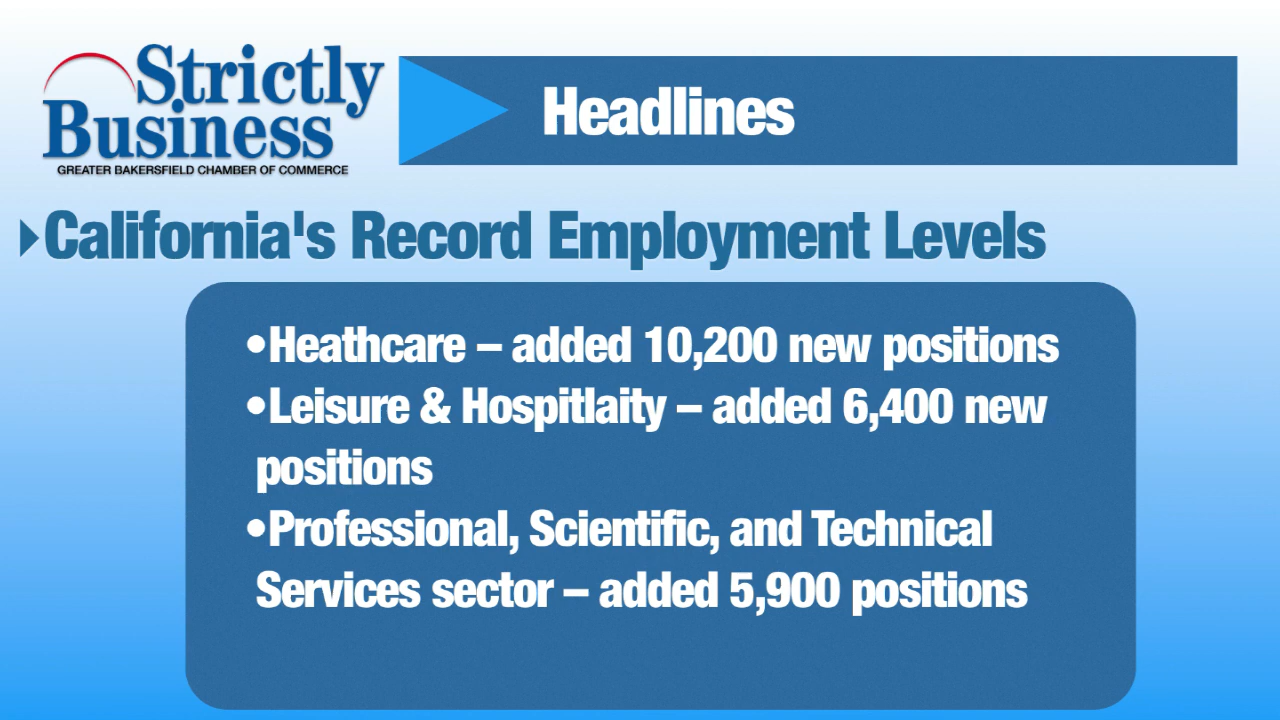 Strictly
Business
GREATER BAKERSFIELD CHAMBER OF COMMERCE
Headlines
California's Record Employment Levels
•Heathcare – added 10,200 new positions
•Leisure & Hospitlaity – added 6,400 new
positions
•Professional, Scientific, and Technical
Services sector – added 5,900 positions